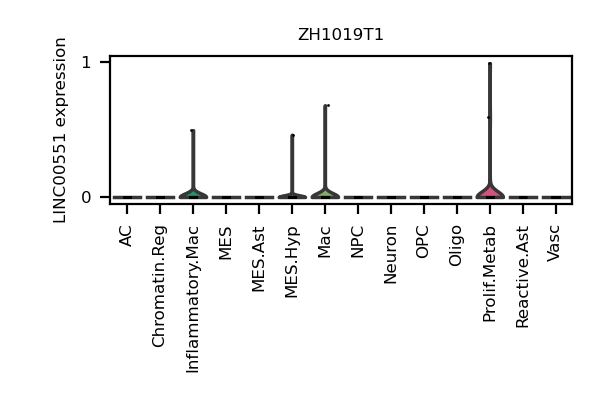 ZH1019T1
LINC00551 expression
1
0
AC
Chromatin.Reg
Inflammatory.Mac
MES
MES.Ast
MES.Hyp
Mac
NPC
Neuron
OPC
Oligo
Prolif.Metab
Reactive.Ast
Vasc